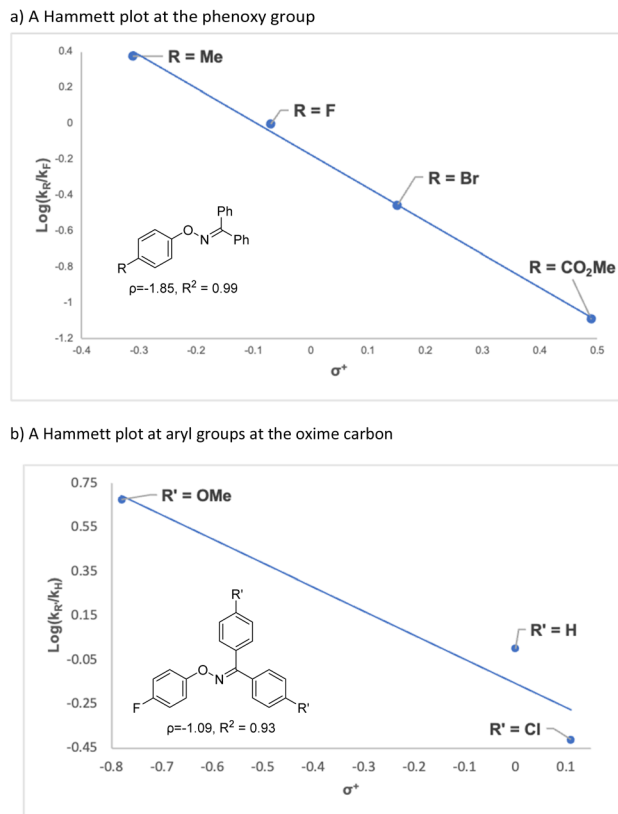 a) A Hammett plot at the phenoxy group
0.4
0.2
0
-0.2
-0.4
-0.6
-0.8
-1
-1.2
Log(kR/kF)
R = Me
R = F
R = Br
R = CO2Me
Ph
O
N
Ph
R
ρ=-1.85, R² = 0.99
-0.4 -0.3 -0.2 -0.1 0 0.1 0.2 0.3 0.4 0.5
σ⁺
b) A Hammett plot at aryl groups at the oxime carbon
0.75
0.55
0.35
0.15
-0.05
-0.25
-0.45
Log(kR'/kH)
R' = OMe
R' = H
R' = Cl
R'
O
N
F
R'
ρ=-1.09, R² = 0.93
-0.8 -0.7 -0.6 -0.5 -0.4 -0.3 -0.2 -0.1 0 0.1
σ⁺